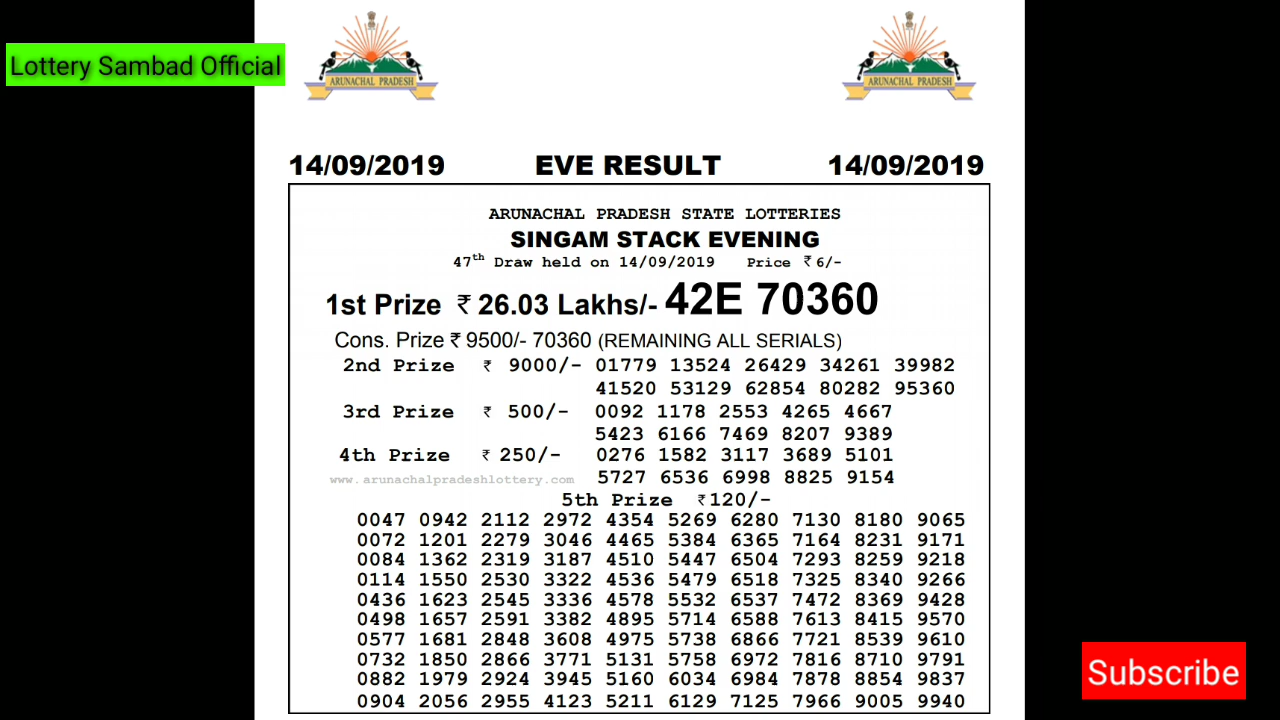 Lottery Sambad Official
ARUNACHAL PRADESH
ARUNACHAL PRADESH
14/09/2019 EVE RESULT 14/09/2019
ARUNACHAL PRADESH STATE LOTTERIES
SINGAM STACK EVENING
47th Draw held on 14/09/2019 Price ₹ 6/-
1st Prize ₹ 26.03 Lakhs/- 42E 70360
Cons. Prize ₹ 9500/- 70360 (REMAINING ALL SERIALS)
2nd Prize ₹ 9000/- 01779 13524 26429 34261 39982
41520 53129 62854 80282 95360
3rd Prize ₹ 500/- 0092 1178 2553 4265 4667
5423 6166 7469 8207 9389
4th Prize ₹ 250/- 0276 1582 3117 3689 5101
www.arunachalpradeshlottery.com 5727 6536 6998 8825 9154
5th Prize ₹120/-
0047 0942 2112 2972 4354 5269 6280 7130 8180 9065
0072 1201 2279 3046 4465 5384 6365 7164 8231 9171
0084 1362 2319 3187 4510 5447 6504 7293 8259 9218
0114 1550 2530 3322 4536 5479 6518 7325 8340 9266
0436 1623 2545 3336 4578 5532 6537 7472 8369 9428
0498 1657 2591 3382 4895 5714 6588 7613 8415 9570
0577 1681 2848 3608 4975 5738 6866 7721 8539 9610
0732 1850 2866 3771 5131 5758 6972 7816 8710 9791
0882 1979 2924 3945 5160 6034 6984 7878 8854 9837
0904 2056 2955 4123 5211 6129 7125 7966 9005 9940
Subscribe